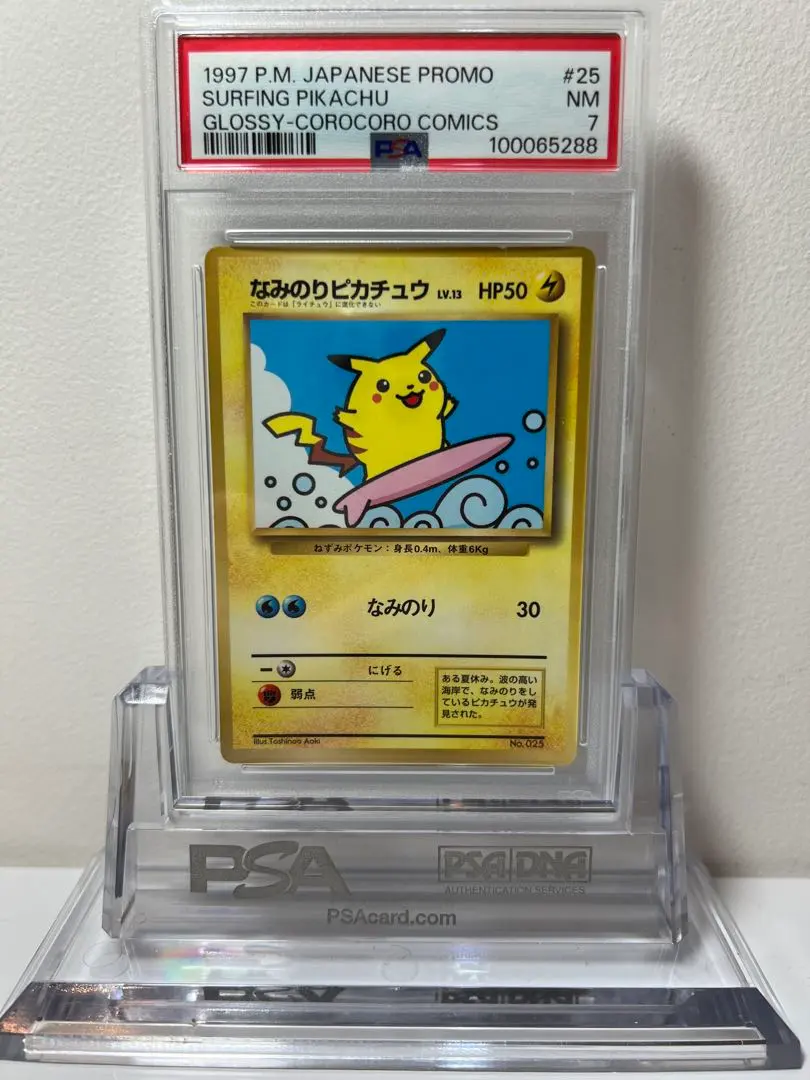 1997 P.M. JAPANESE PROMO #25
SURFING PIKACHU NM
GLOSSY-COROCORO COMICS 7
PSA 100065288
なみのりピカチュウ LV.13 HP50
このカードは「ライチュウ」に進化できない
ねずみポケモン：身長0.4m、体重6Kg
なみのり 30
にげる
弱点
ある夏休み。波の高い
海岸で、なみのりをし
ているピカチュウが発
見された。
Illus.Toshinao Aoki No.025
PSA PSA DNA
AUTHENTICATION SERVICES
PSAcard.com